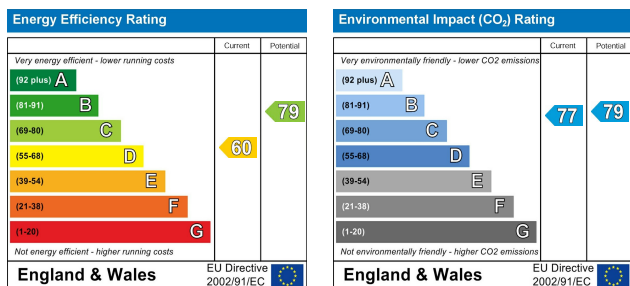 Energy Efficiency Rating
Current Potential
Very energy efficient - lower running costs
(92 plus) A
(81-91) B
(69-80) C
(55-68) D
(39-54) E
(21-38) F
(1-20) G
60
79
Not energy efficient - higher running costs
England & Wales
EU Directive
2002/91/EC
Environmental Impact (CO₂) Rating
Current Potential
Very environmentally friendly - lower CO2 emissions
(92 plus) A
(81-91) B
(69-80) C
(55-68) D
(39-54) E
(21-38) F
(1-20) G
77
79
Not environmentally friendly - higher CO2 emissions
England & Wales
EU Directive
2002/91/EC